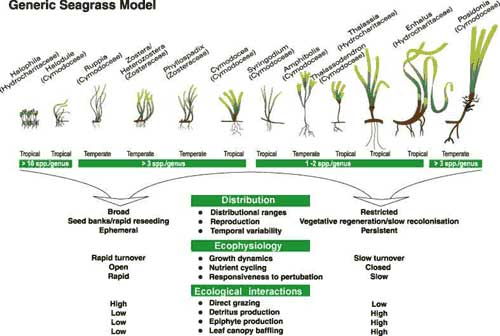 Generic Seagrass Model
Halophila
(Hydrocharitaceae)
Halodule
(Cymodoceae)
Ruppia
(Cymodoceae)
Zostera/
Heterozostera
(Zosteraceae)
Phyllospadix
(Zosteraceae)
Cymodocea
(Cymodoceae)
Syringodium
(Cymodoceae)
Amphibolis
(Cymodoceae)
Thalassodendron
(Cymodoceae)
Thalassia
(Hydrocharitaceae)
Enhalus
(Hydrocharitaceae)
Posidonia
(Cymodoceae)
Tropical Tropical Temperate Temperate Temperate Tropical Tropical Temperate Tropical Tropical Tropical Temperate
> 10 spp./genus > 3 spp./genus 1 -2 spp./genus > 3 spp./genus
Distribution
Broad • Distributional ranges Restricted
Seed banks/rapid reseeding • Reproduction Vegetative regeneration/slow recolonisation
Ephemeral • Temporal variability Persistent
Ecophysiology
Rapid turnover • Growth dynamics Slow turnover
Open • Nutrient cycling Closed
Rapid • Responsiveness to pertubation Slow
Ecological interactions
High • Direct grazing Low
Low • Detritus production High
Low • Epiphyte production High
Low • Leaf canopy baffling High